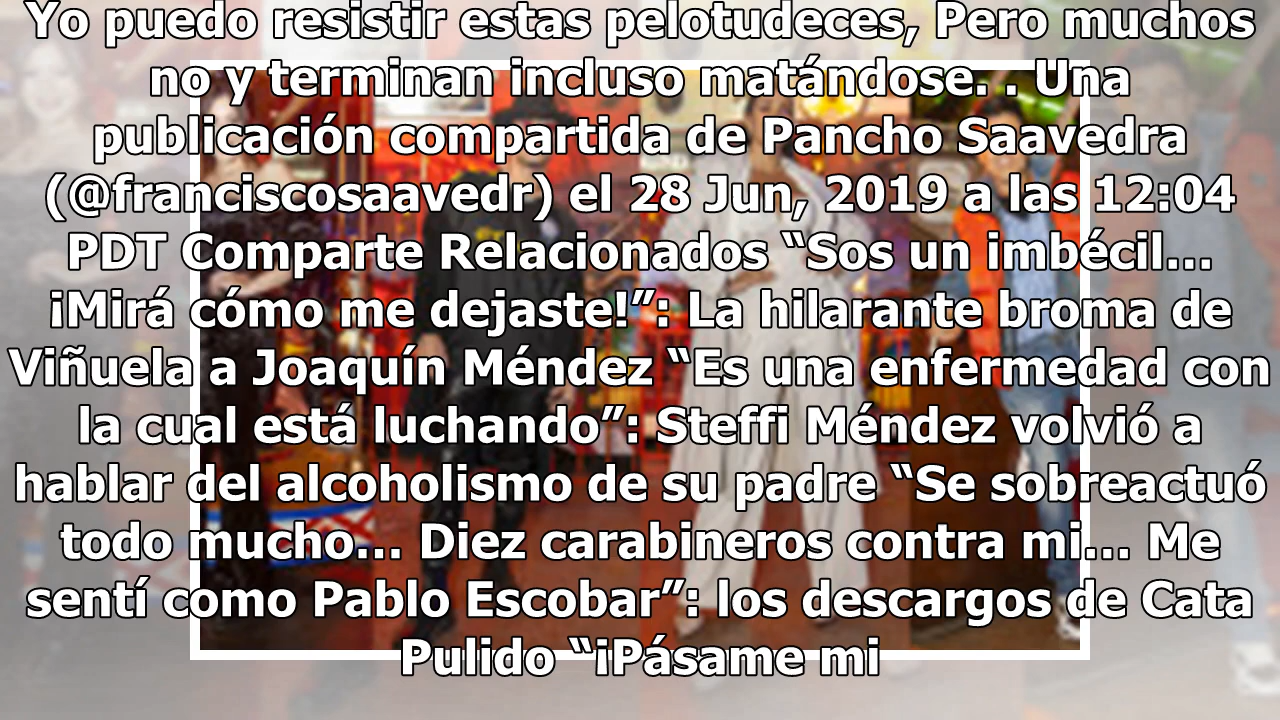 Yo puedo resistir estas pelotudeces, Pero muchos
no y terminan incluso matándose. . Una
publicación compartida de Pancho Saavedra
(@franciscosaavedr) el 28 Jun, 2019 a las 12:04
PDT Comparte Relacionados “Sos un imbécil…
¡Mirá cómo me dejaste!”: La hilarante broma de
Viñuela a Joaquín Méndez “Es una enfermedad con
la cual está luchando”: Steffi Méndez volvió a
hablar del alcoholismo de su padre “Se sobreactuó
todo mucho… Diez carabineros contra mi… Me
sentí como Pablo Escobar”: los descargos de Cata
Pulido “¡Pásame mi